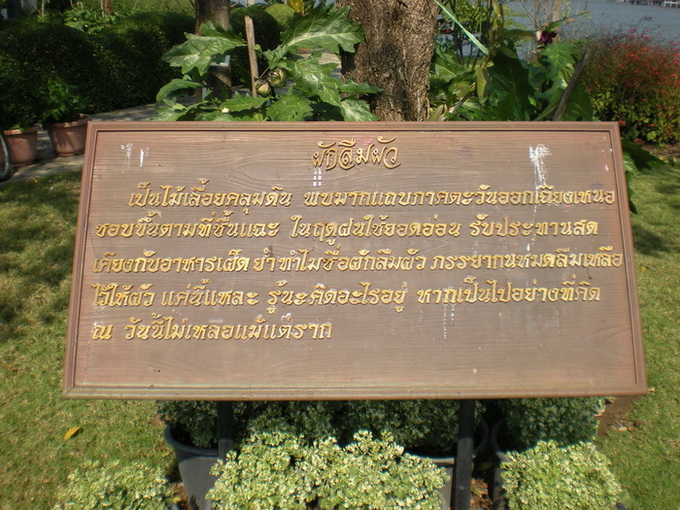 ผักลืมผัว
เป็นไม้เลื้อยคลุมดิน พบมากแถบภาคตะวันออกเฉียงเหนือ
ชอบขึ้นตามที่ชื้นแฉะ ในฤดูฝนใช้ยอดอ่อน รับประทานสด
เคียงกับอาหารเผ็ด ยำ ทำไมชื่อผักลืมผัว ภรรยากินหมดลืมเหลือ
ไว้ให้ผัว แค่นี้แหละ รู้นะคิดอะไรอยู่ หากเป็นไปอย่างที่คิด
ณ วันนี้ไม่เหลอแม้แต่ราก